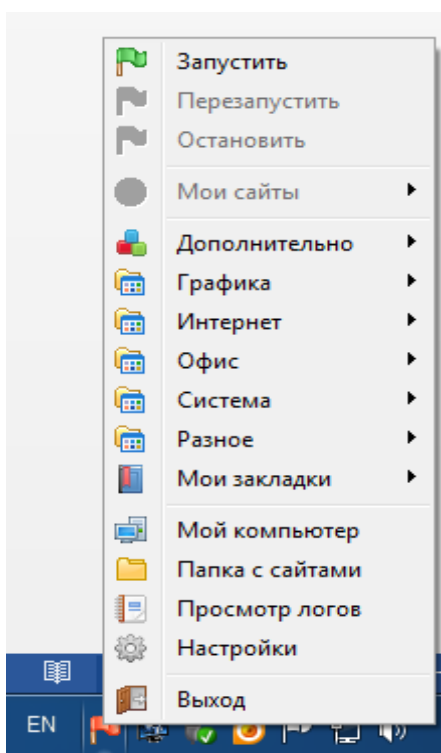 Запустить
Перезапустить
Остановить
Мои сайты
Дополнительно
Графика
Интернет
Офис
Система
Разное
Мои закладки
Мой компьютер
Папка с сайтами
Просмотр логов
Настройки
Выход
EN